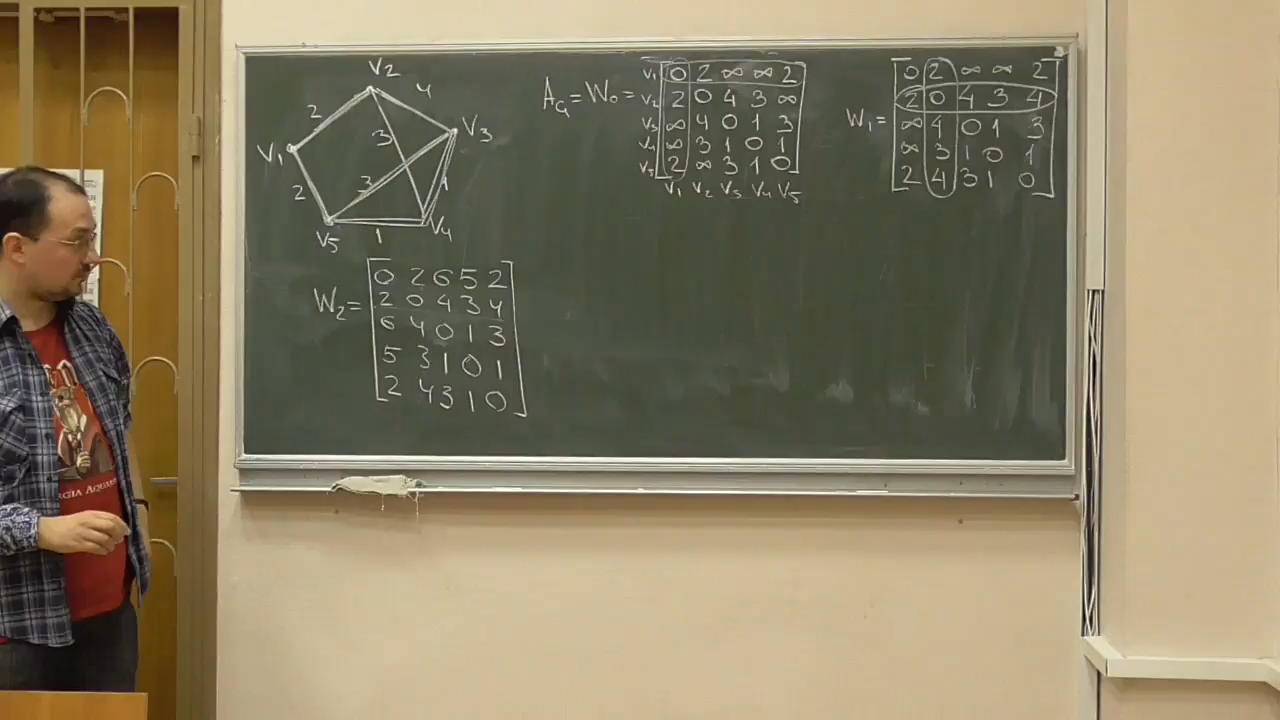 V2
4
2
3
V3
V1
2
3
1
V5
1
V4
A_G = W_0 =
V1 0 2 ∞ ∞ 2
V2 2 0 4 3 ∞
V3 ∞ 4 0 1 3
V4 ∞ 3 1 0 1
V5 2 ∞ 3 1 0
V1 V2 V3 V4 V5
W_1 =
0 2 ∞ ∞ 2
2 0 4 3 4
∞ 4 0 1 3
∞ 3 1 0 1
2 4 3 1 0
W_2 =
0 2 6 5 2
2 0 4 3 4
6 4 0 1 3
5 3 1 0 1
2 4 3 1 0